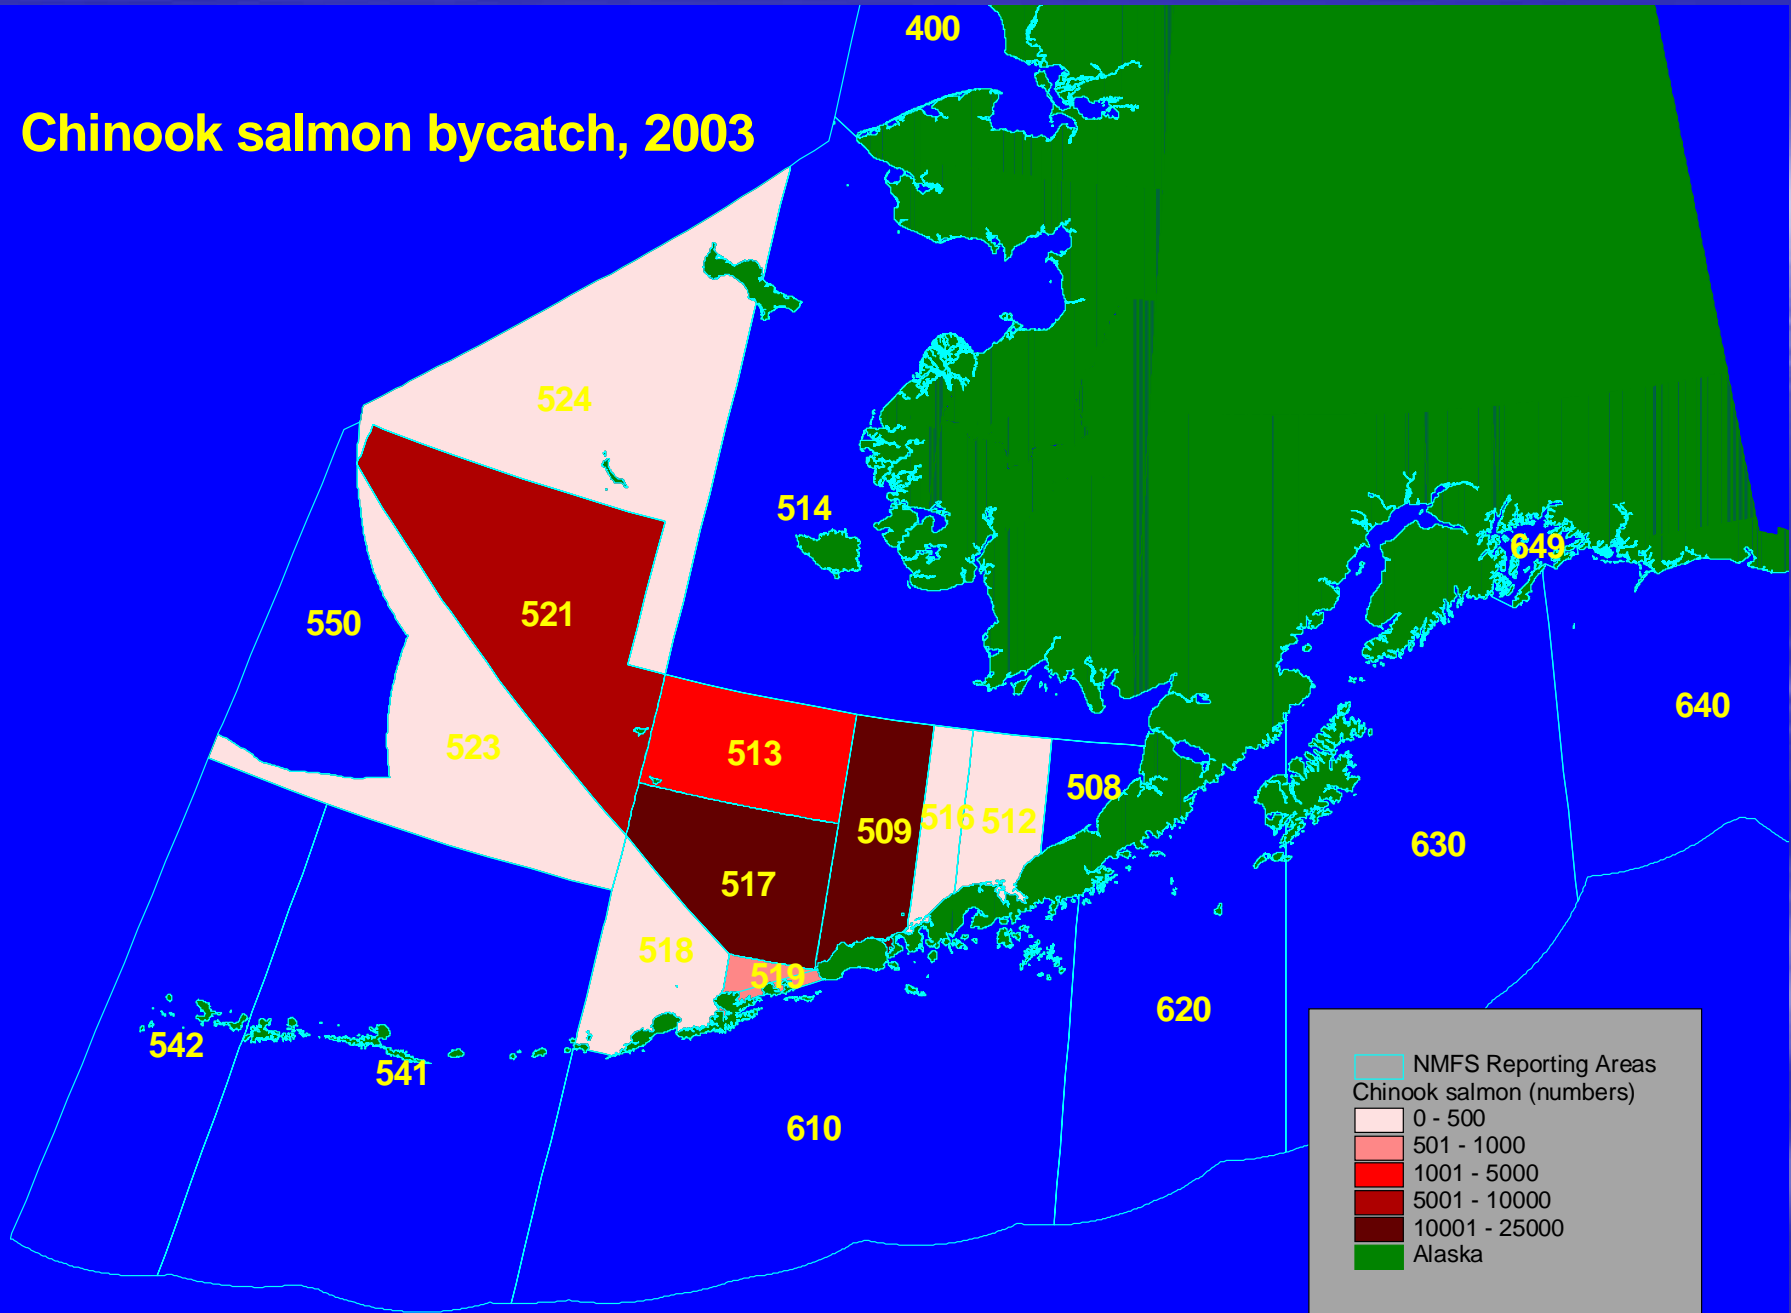 400
Chinook salmon bycatch, 2003
524
514
649
550
521
640
523
513
508
516
512
509
630
517
518
519
620
542
541
610
NMFS Reporting Areas
Chinook salmon (numbers)
0 - 500
501 - 1000
1001 - 5000
5001 - 10000
10001 - 25000
Alaska